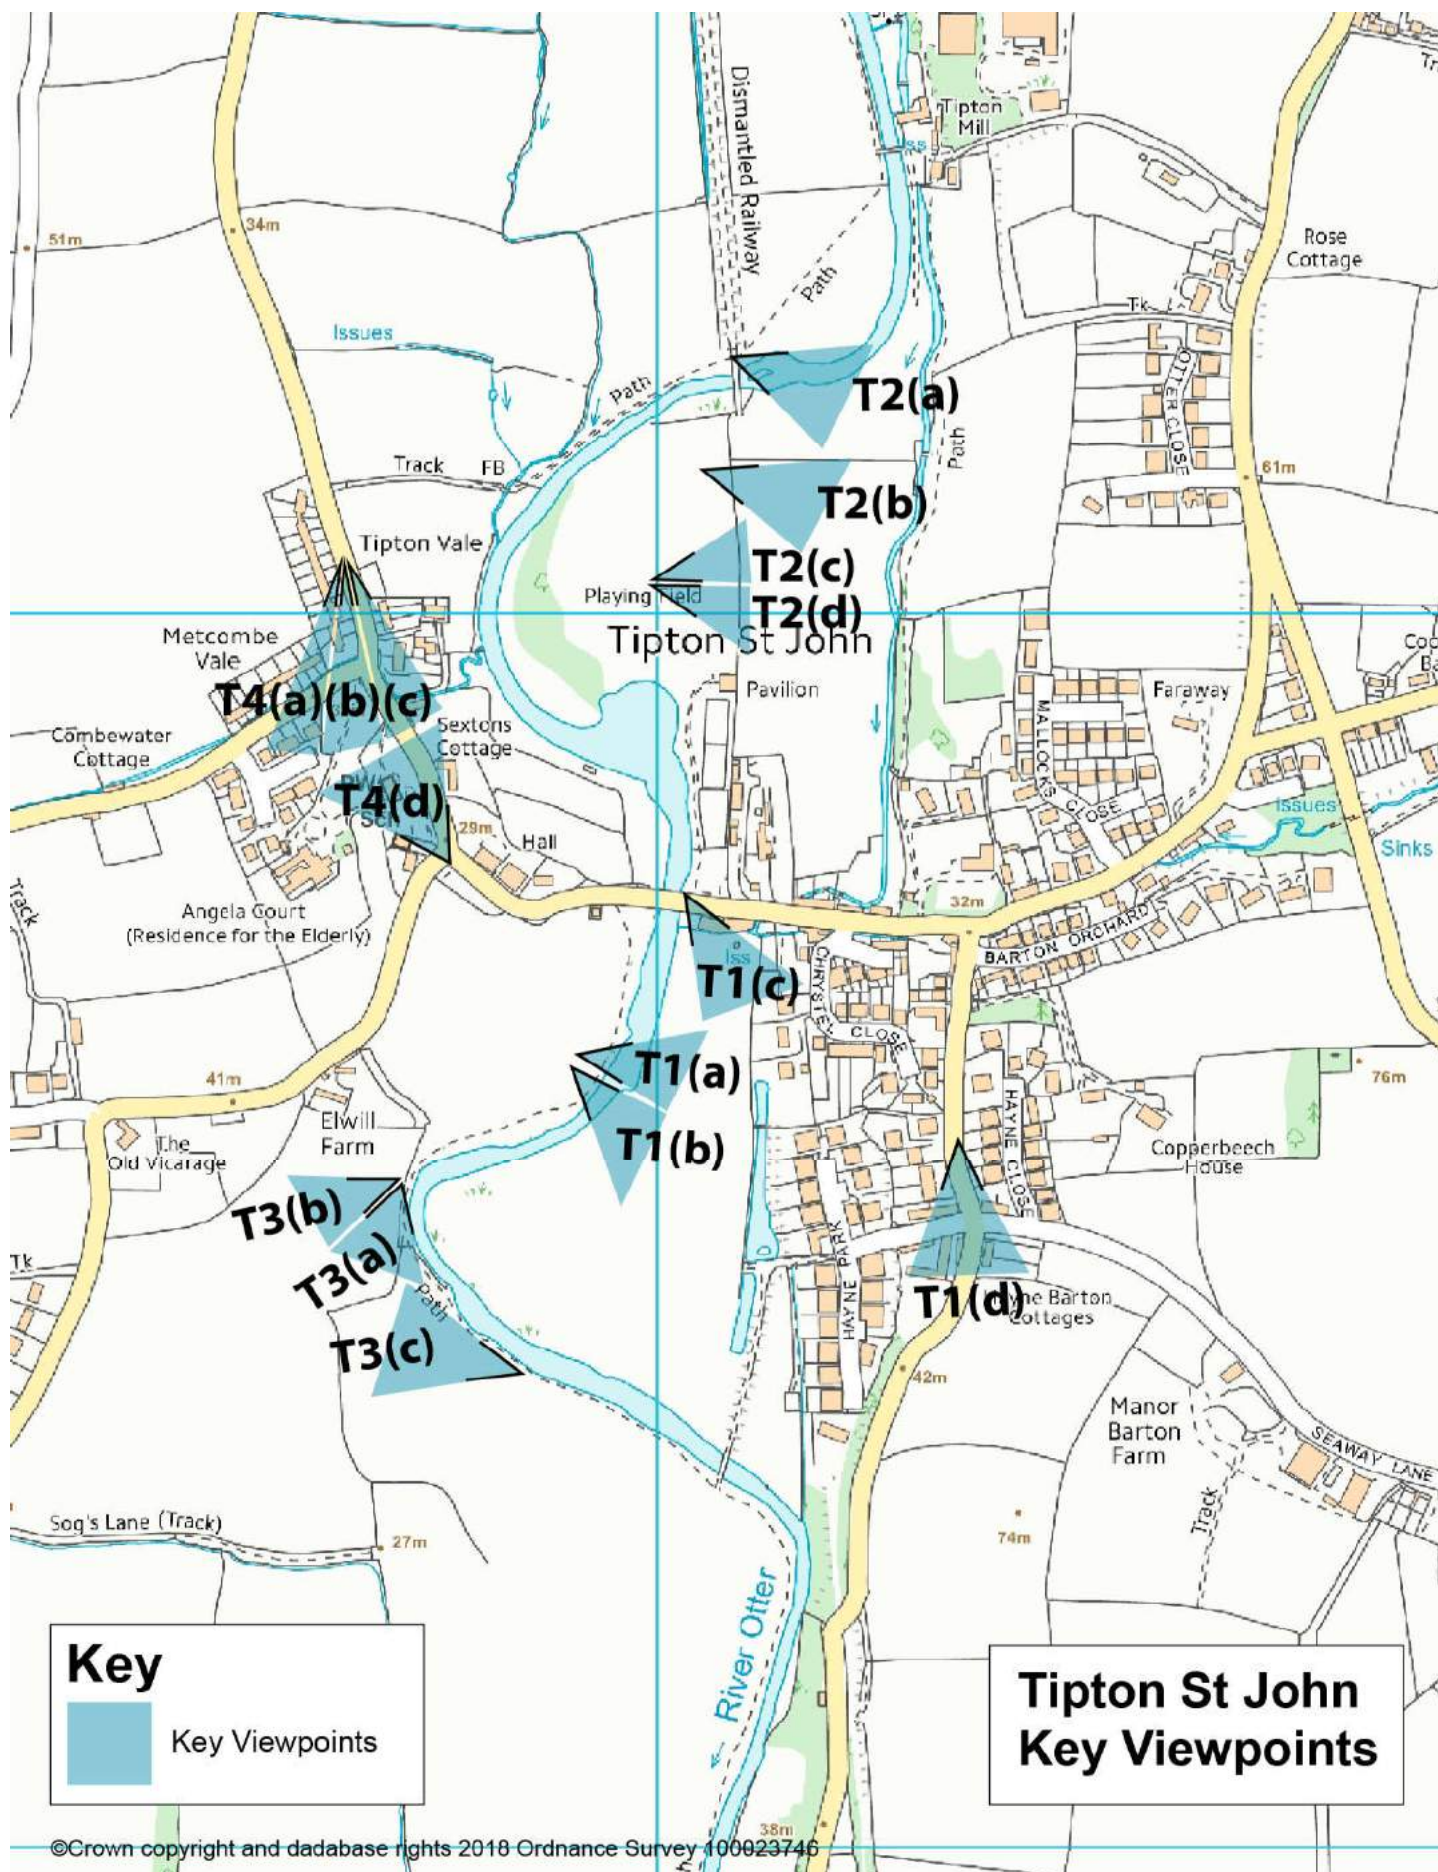 Tipton
Mill
Dismantled Railway
51m
34m
Rose
Cottage
Path
Tk
Issues
Path
OTTER CLOSE
T2(a)
Path
Track
FB
61m
T2(b)
Tipton Vale
T2(c)
Playing Field
T2(d)
Metcombe
Vale
Tipton St John
Pavilion
Faraway
T4(a)(b)(c)
MALLOCKS CLOSE
Sextons
Cottage
Combewater
Cottage
T4(d)
Issues
29m
Hall
Sinks
Track
32m
Angela Court
(Residence for the Elderly)
BARTON ORCHARD
Iss
T1(c)
CHRYSTEL CLOSE
41m
T1(a)
76m
Elwill
Farm
HAYNE CLOSE
The
Old Vicarage
T1(b)
Copperbeech
House
T3(b)
T3(a)
HAYNE PARK
Tk
Path
T1(d)
Hayne Barton
Cottages
T3(c)
42m
Manor
Barton
Farm
SEAWAY LANE
Track
Sog's Lane (Track)
27m
74m
River Otter
Key
Key Viewpoints
Tipton St John
Key Viewpoints
38m
©Crown copyright and dadabase rights 2018 Ordnance Survey 100023746